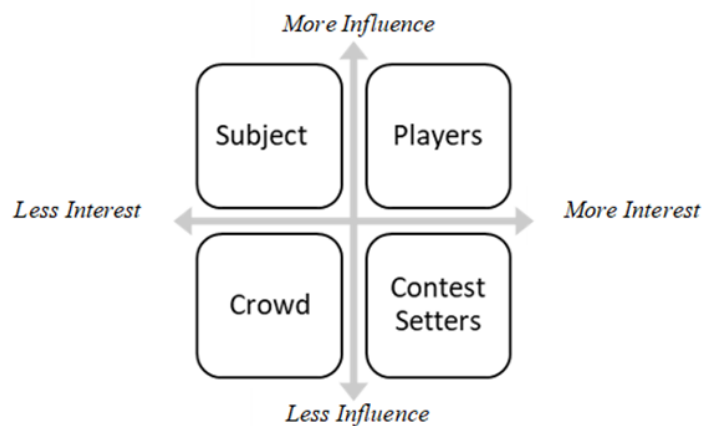 More Influence
Subject
Players
Less Interest
More Interest
Crowd
Contest
Setters
Less Influence